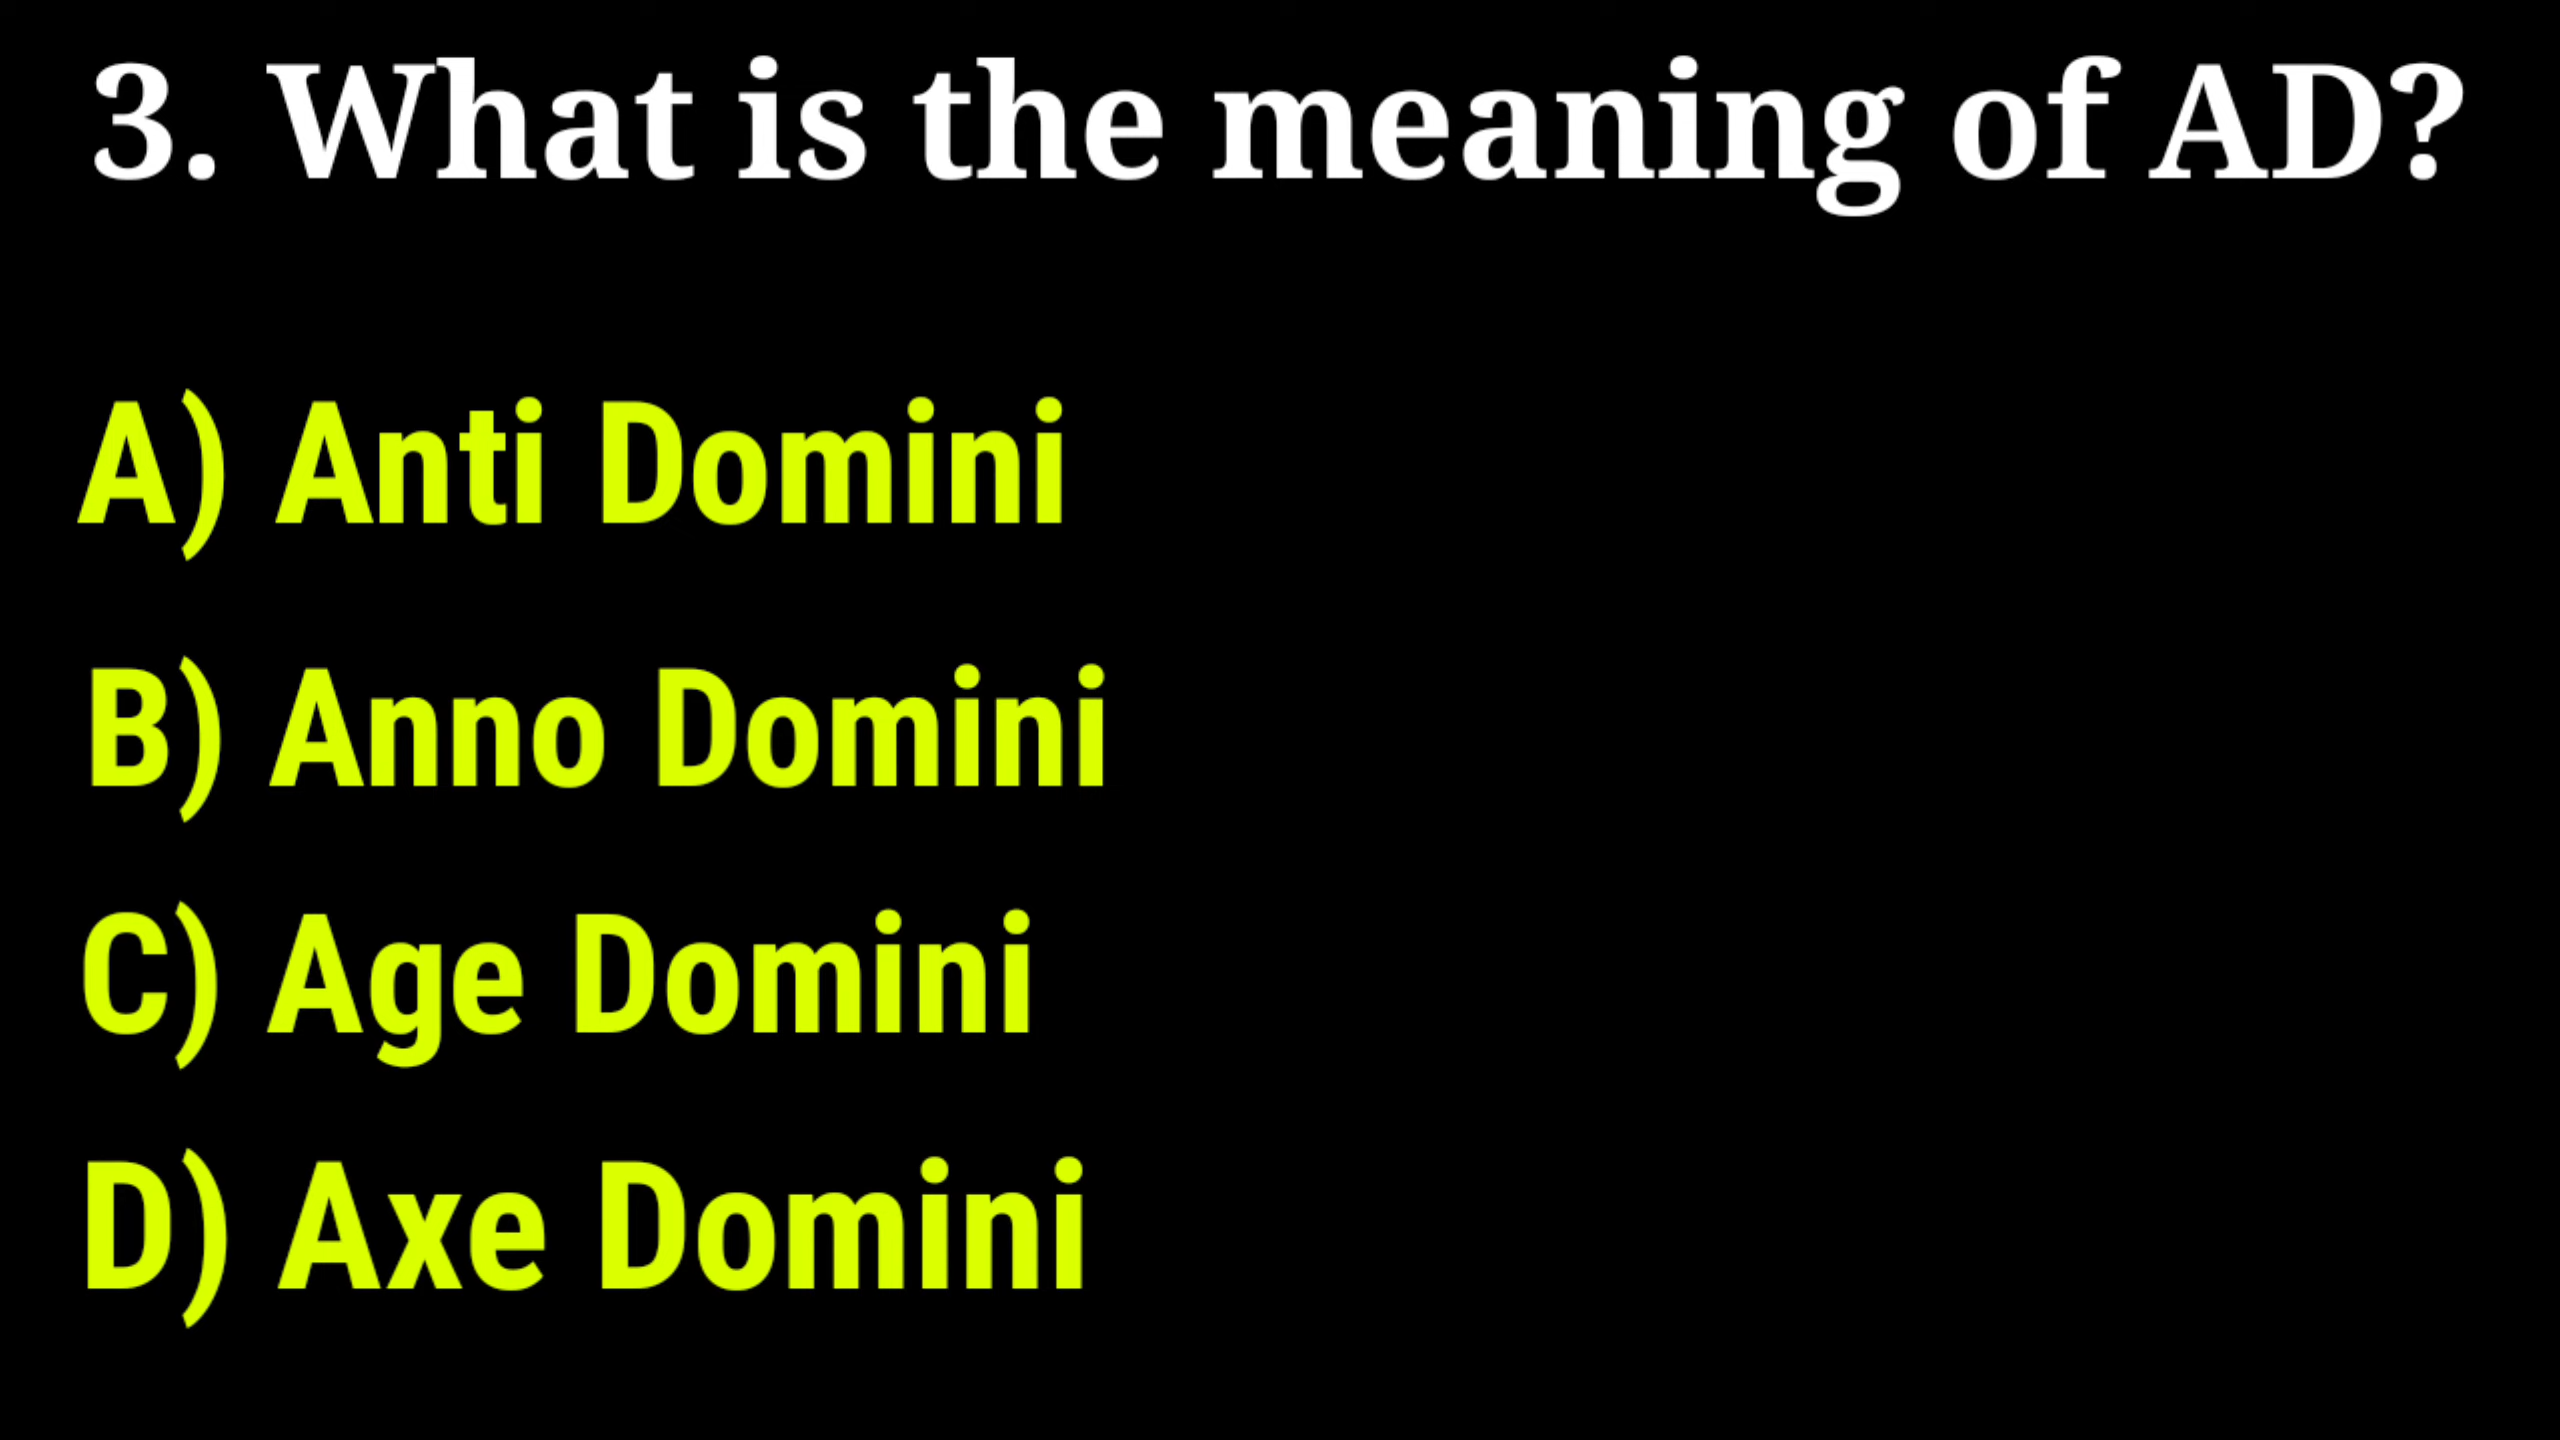 3. What is the meaning of AD?
A) Anti Domini
B) Anno Domini
C) Age Domini
D) Axe Domini